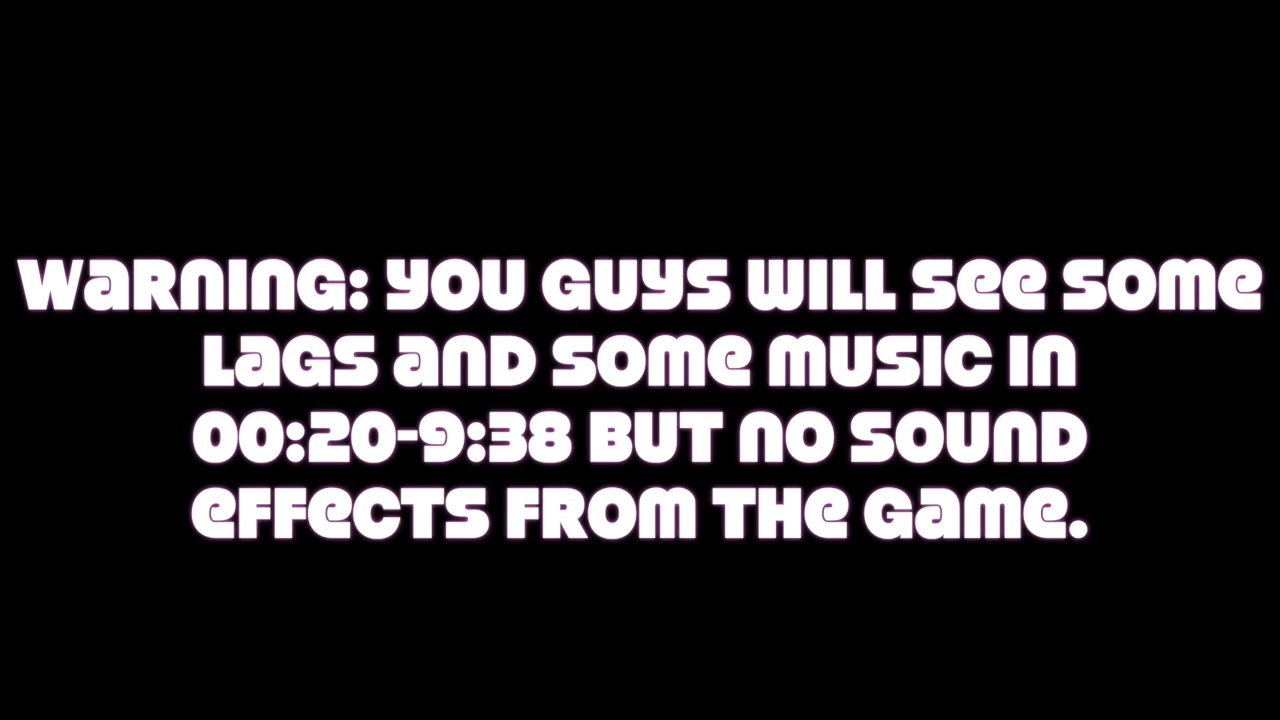 WARNING: YOU GUYS WILL SEE SOME
LAGS AND SOME MUSIC IN
00:20-9:38 BUT NO SOUND
EFFECTS FROM THE GAME.